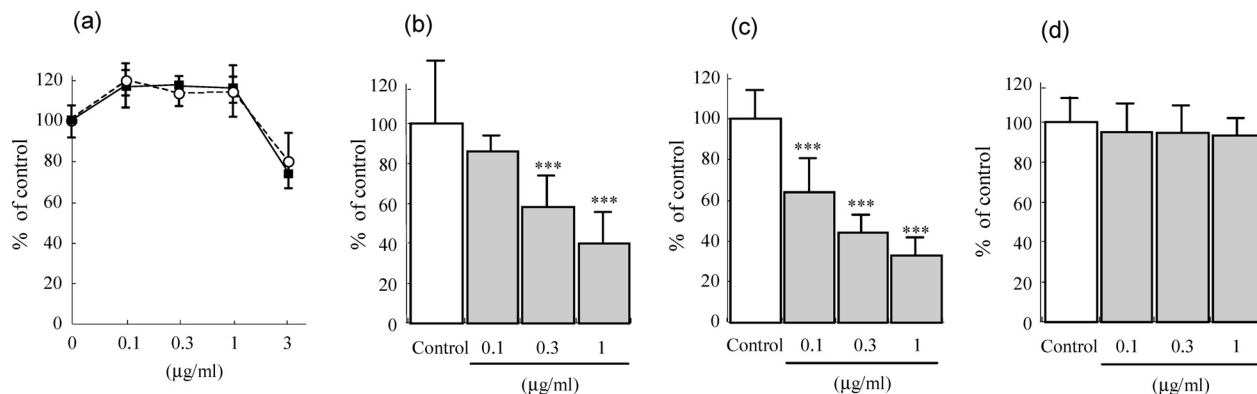 (a)
% of control
120
100
80
60
40
20
0
0 0.1 0.3 1 3
(µg/ml)
(b)
% of control
120
100
80
60
40
20
0
***
***
Control 0.1 0.3 1
(µg/ml)
(c)
% of control
120
100
80
60
40
20
0
***
***
***
Control 0.1 0.3 1
(µg/ml)
(d)
% of control
120
100
80
60
40
20
0
Control 0.1 0.3 1
(µg/ml)